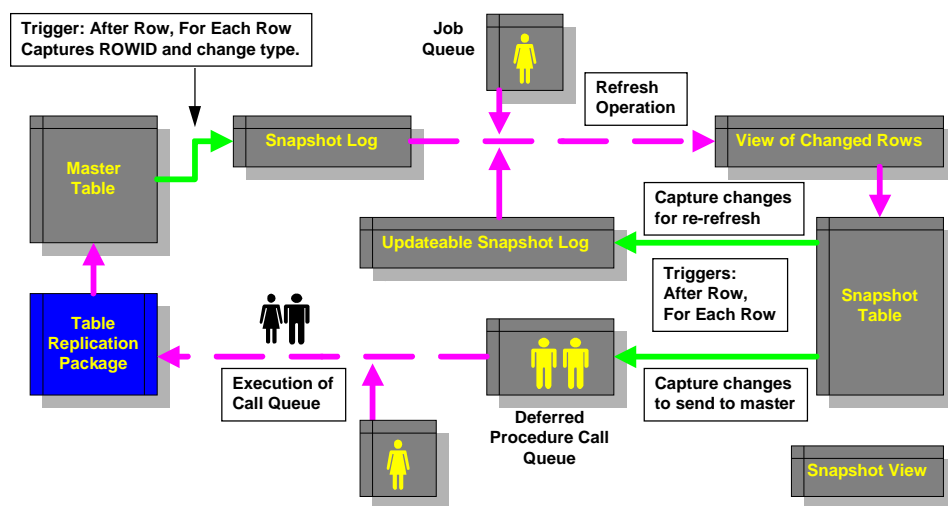 Trigger: After Row, For Each Row
Captures ROWID and change type.
Job
Queue
Refresh
Operation
Master
Table
Snapshot Log
View of Changed Rows
Capture changes
for re-refresh
Updateable Snapshot Log
Triggers:
After Row,
For Each Row
Snapshot
Table
Table
Replication
Package
Execution of
Call Queue
Capture changes
to send to master
Deferred
Procedure Call
Queue
Snapshot View